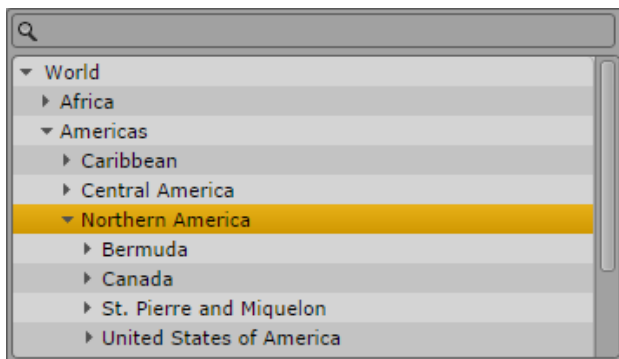 World
Africa
Americas
Caribbean
Central America
Northern America
Bermuda
Canada
St. Pierre and Miquelon
United States of America